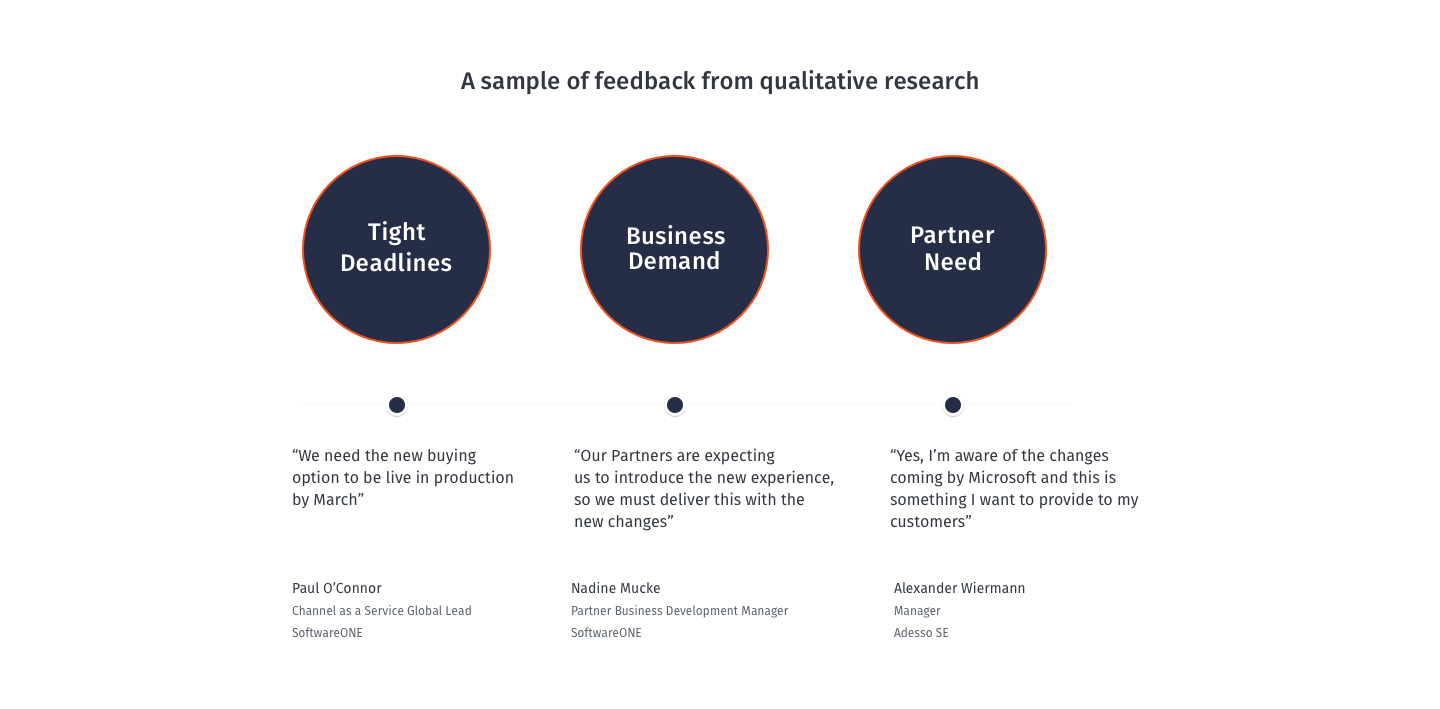 A sample of feedback from qualitative research
Tight
Deadlines
Business
Demand
Partner
Need
“We need the new buying
option to be live in production
by March”
“Our Partners are expecting
us to introduce the new experience,
so we must deliver this with the
new changes”
“Yes, I’m aware of the changes
coming by Microsoft and this is
something I want to provide to my
customers”
Paul O’Connor
Channel as a Service Global Lead
SoftwareONE
Nadine Mucke
Partner Business Development Manager
SoftwareONE
Alexander Wiermann
Manager
Adesso SE